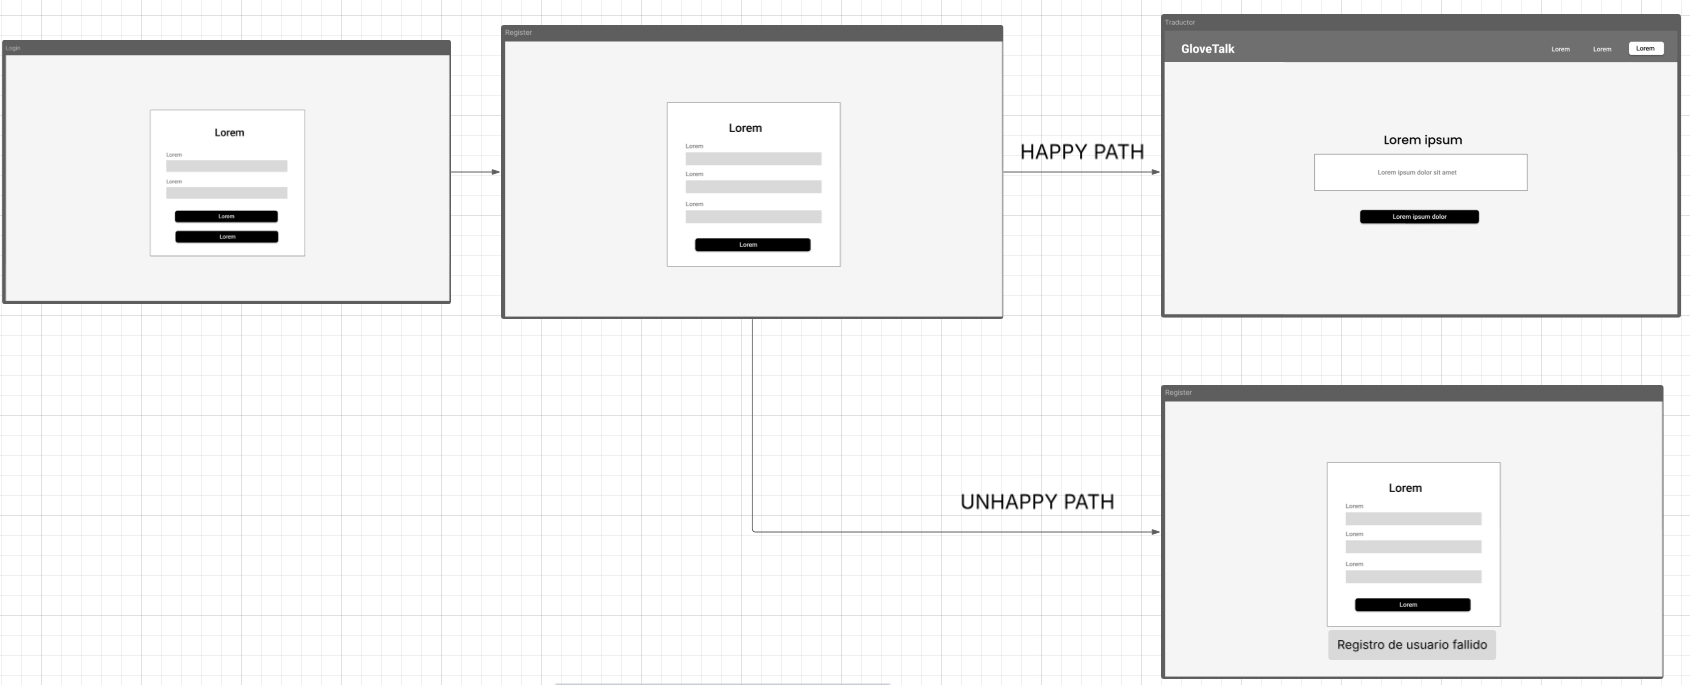 Login
Lorem
Lorem
Lorem
Lorem
Lorem
Register
Lorem
Lorem
Lorem
Lorem
Lorem
HAPPY PATH
Traductor
GloveTalk
Lorem
Lorem
Lorem
Lorem ipsum
Lorem ipsum dolor sit amet
Lorem ipsum dolor
UNHAPPY PATH
Register
Lorem
Lorem
Lorem
Lorem
Lorem
Registro de usuario fallido